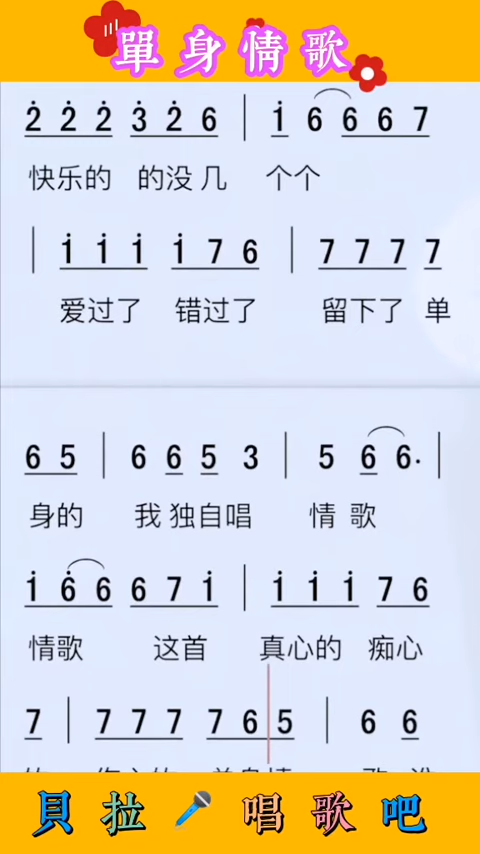 單身情歌
2̇ 2̇ 2̇ 3̇ 2̇ 6 | 1̇ 6 6 6 7
快乐的 的没几 个个
| 1̇ 1̇ 1̇ 1̇ 7 6 | 7 7 7 7
爱过了 错过了 留下了 单
6 5 | 6 6 5 3 | 5 6 6. |
身的 我独自唱 情歌
1̇ 6̇ 6 6 7 1̇ | 1̇ 1̇ 1̇ 7 6
情歌 这首 真心的 痴心
7 | 7 7 7 7 6 5 | 6 6
貝拉🎤唱歌吧